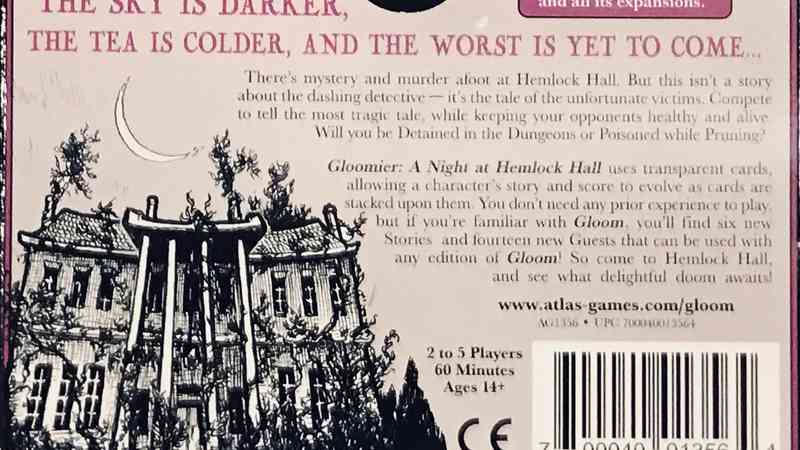 THE SKY IS DARKER,
and all its expansions.
THE TEA IS COLDER, AND THE WORST IS YET TO COME...
There's mystery and murder afoot at Hemlock Hall. But this isn't a story
about the dashing detective — it's the tale of the unfortunate victims. Compete
to tell the most tragic tale, while keeping your opponents healthy and alive.
Will you be Detained in the Dungeons or Poisoned while Pruning?
Gloomier: A Night at Hemlock Hall uses transparent cards,
allowing a character's story and score to evolve as cards are
stacked upon them. You don't need any prior experience to play,
but if you're familiar with Gloom, you'll find six new
Stories and fourteen new Guests that can be used with
any edition of Gloom! So come to Hemlock Hall,
and see what delightful doom awaits!
www.atlas-games.com/gloom
AG1356 • UPC 700040013564
2 to 5 Players
60 Minutes
Ages 14+
CE
7 00040 01356 4